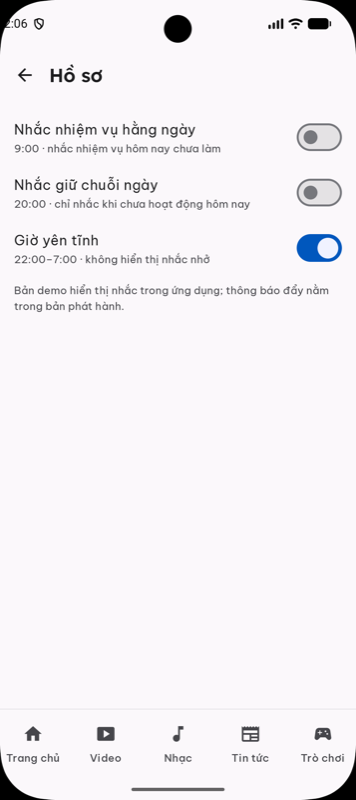 2:06
Hồ sơ
Nhắc nhiệm vụ hằng ngày
9:00 · nhắc nhiệm vụ hôm nay chưa làm
Nhắc giữ chuỗi ngày
20:00 · chỉ nhắc khi chưa hoạt động hôm nay
Giờ yên tĩnh
22:00–7:00 · không hiển thị nhắc nhở
Bản demo hiển thị nhắc trong ứng dụng; thông báo đẩy nằm
trong bản phát hành.
Trang chủ Video Nhạc Tin tức Trò chơi